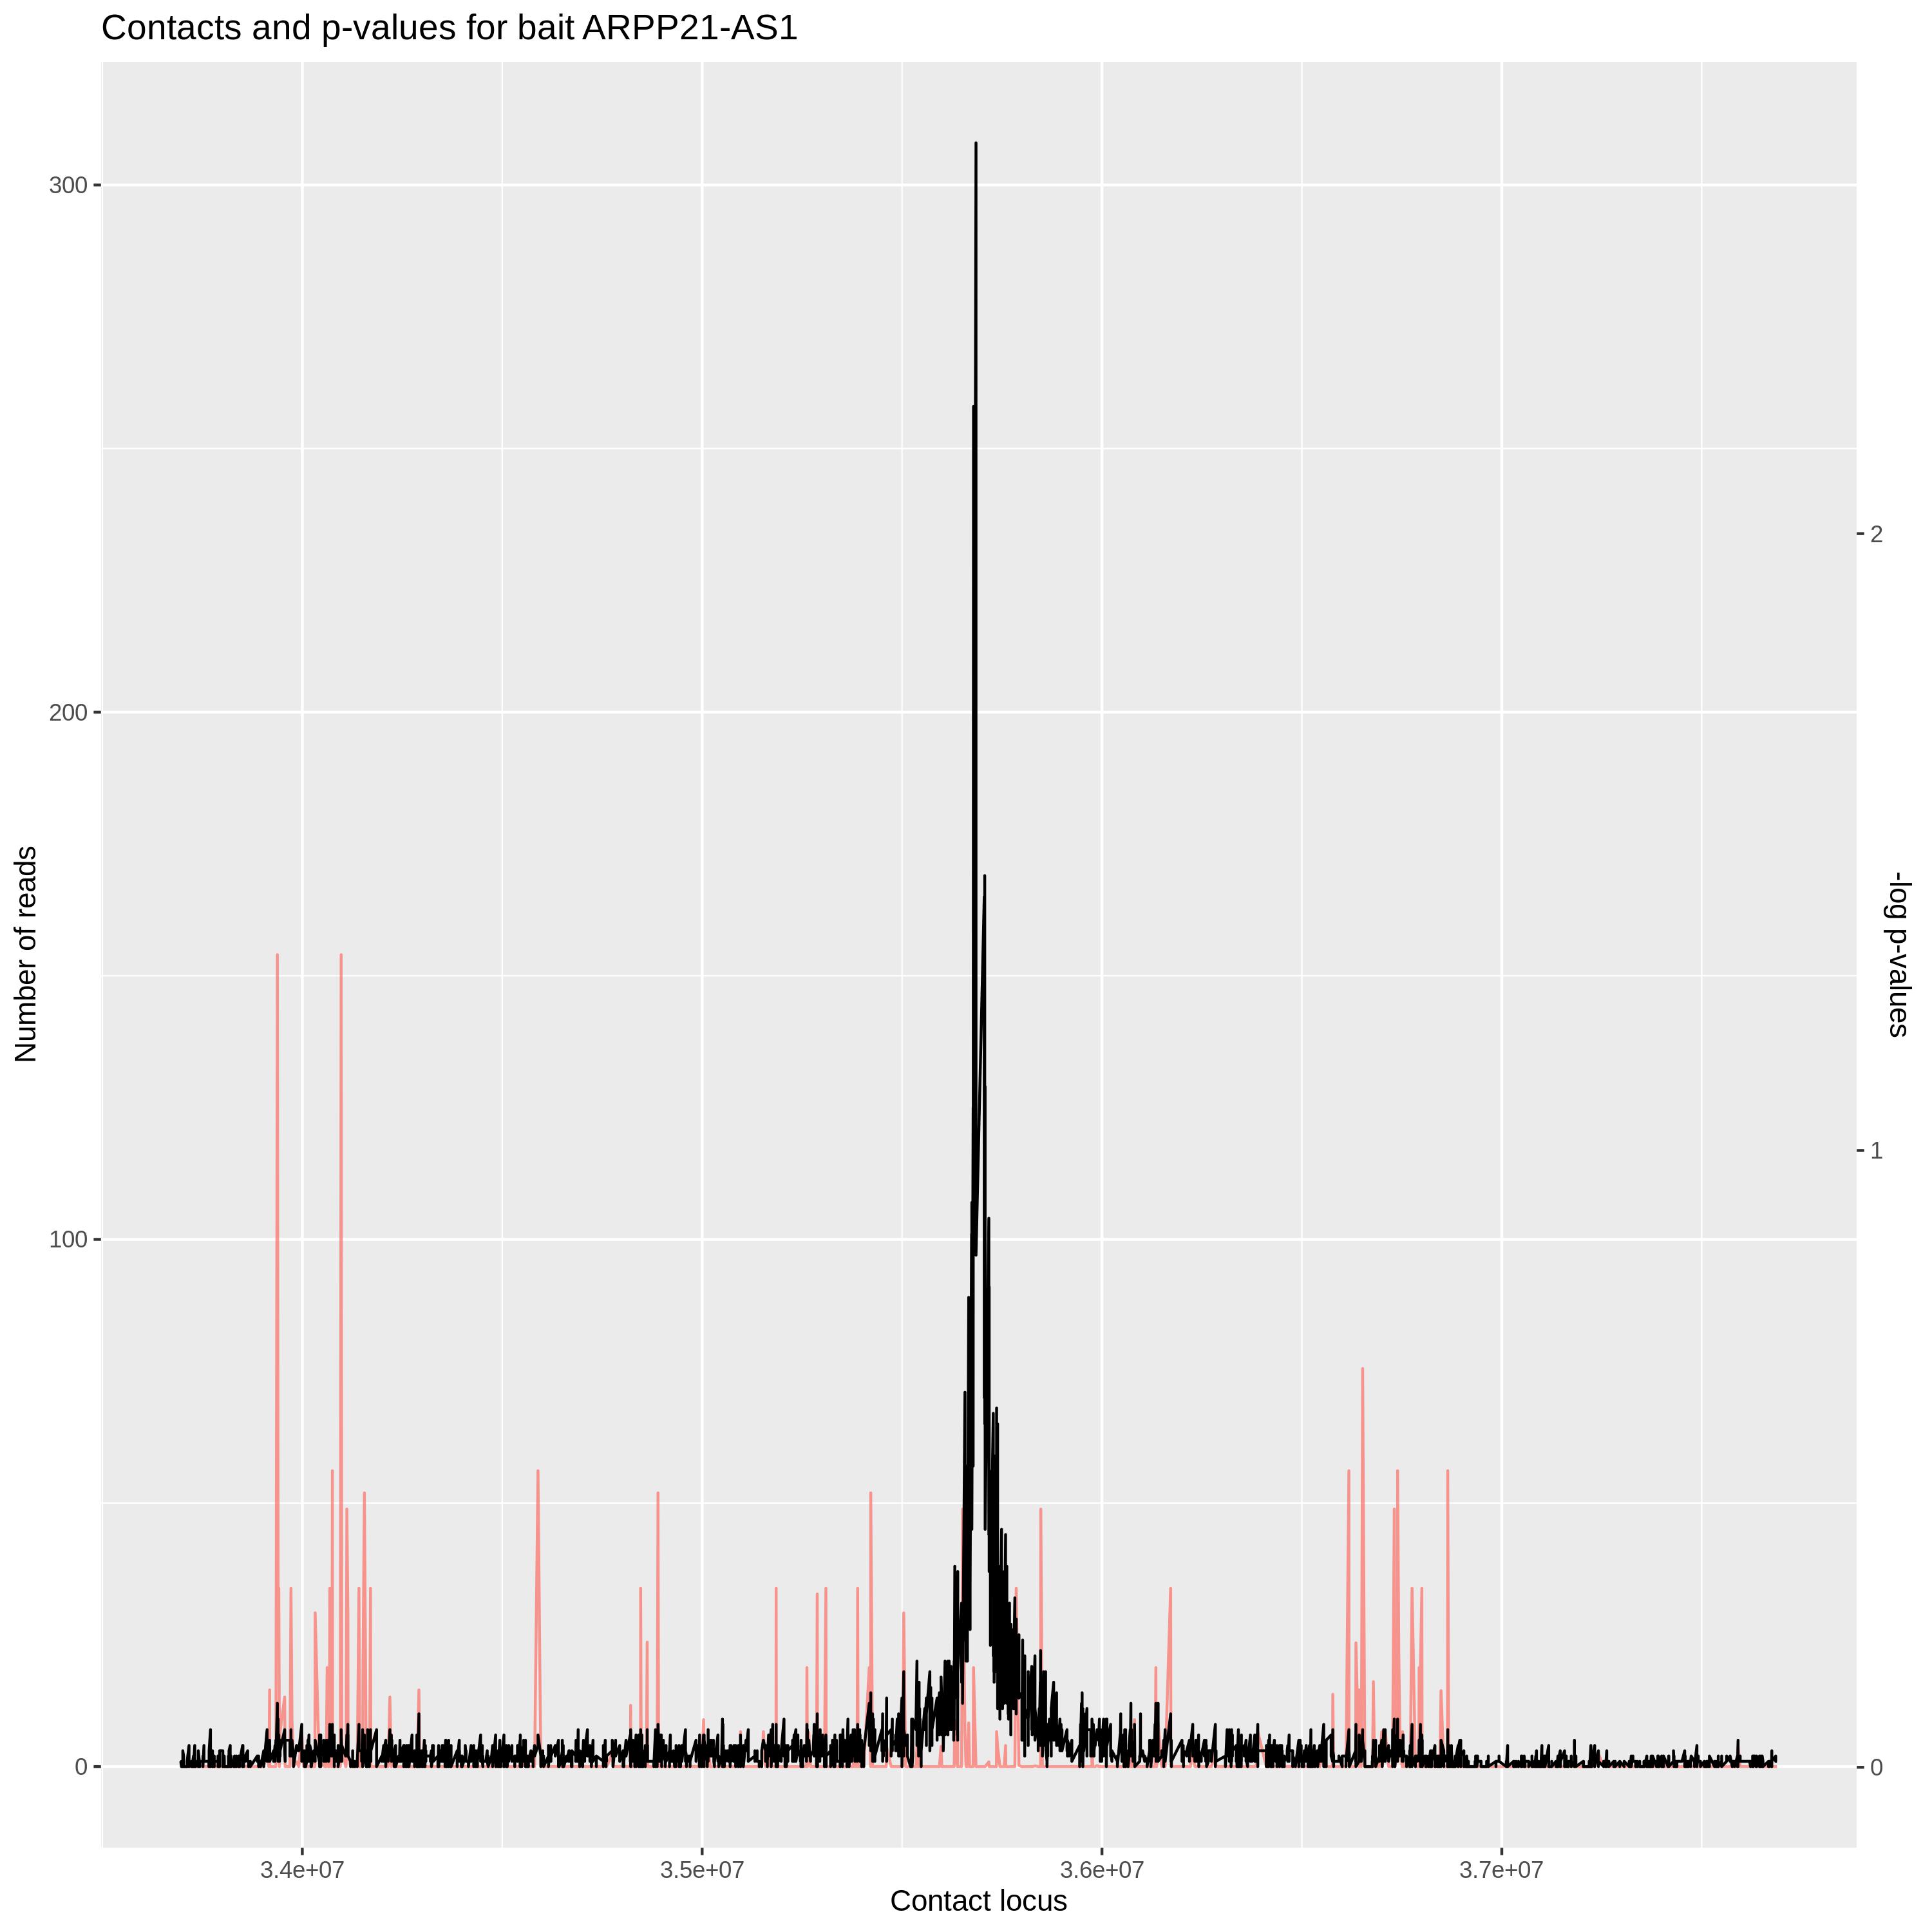 Contacts and p-values for bait ARPP21-AS1
300
200
100
0
Number of reads
2
1
0
-log p-values
3.4e+07
3.5e+07
3.6e+07
3.7e+07
Contact locus